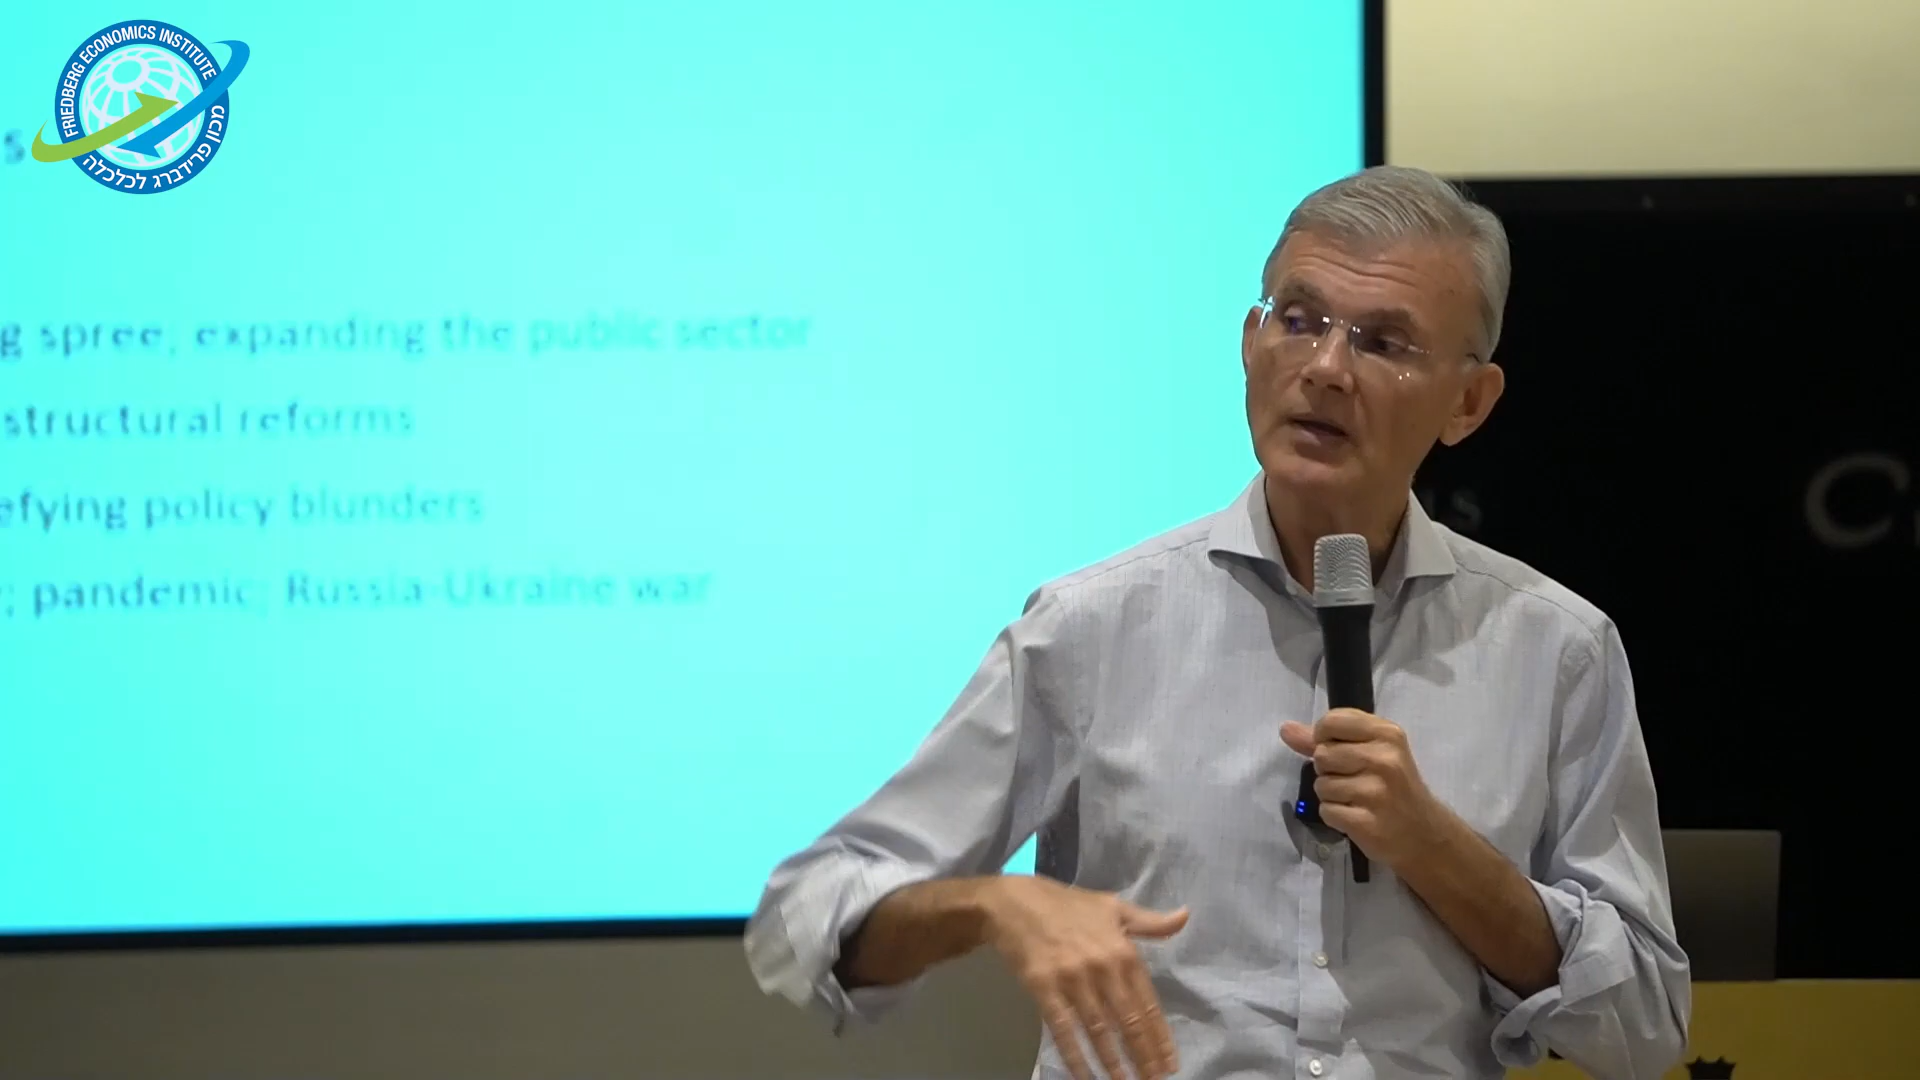 FRIEDBERG ECONOMICS INSTITUTE
מכון פרידברג לכלכלה
s
g spree; expanding the public sector
structural reforms
efying policy blunders
; pandemic; Russia-Ukraine war